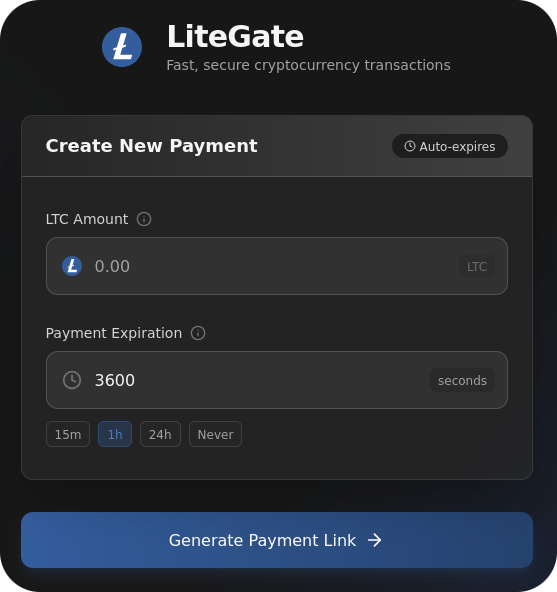 LiteGate
Fast, secure cryptocurrency transactions
Create New Payment
Auto-expires
LTC Amount
0.00
LTC
Payment Expiration
3600
seconds
15m
1h
24h
Never
Generate Payment Link